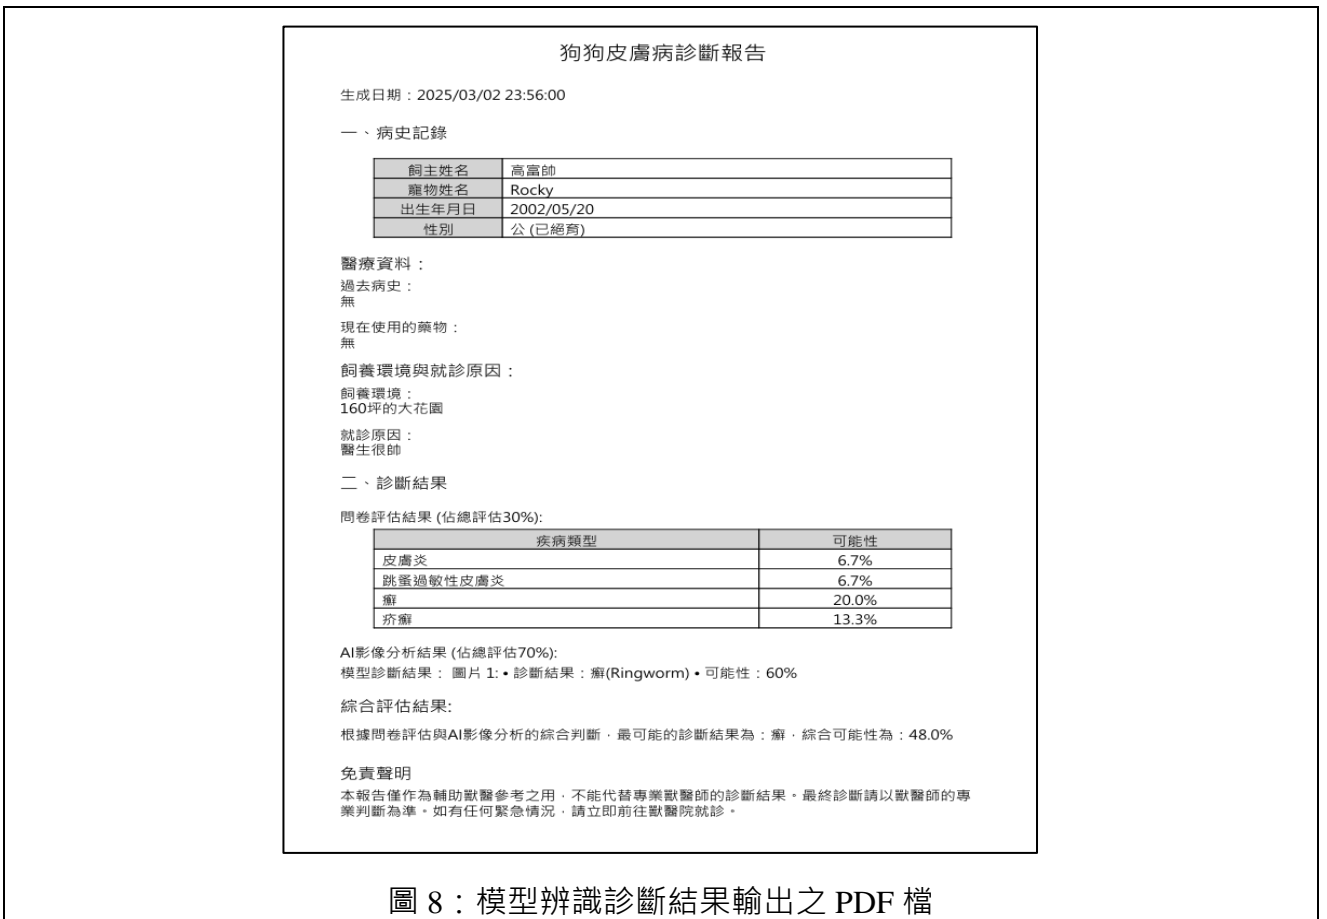 狗狗皮膚病診斷報告
生成日期：2025/03/02 23:56:00
一、病史記錄
飼主姓名 高富帥
寵物姓名 Rocky
出生年月日 2002/05/20
性別 公 (已絕育)
醫療資料：
過去病史：
無
現在使用的藥物：
無
飼養環境與就診原因：
飼養環境：
160坪的大花園
就診原因：
醫生很帥
二、診斷結果
問卷評估結果 (佔總評估30%):
疾病類型 可能性
皮膚炎 6.7%
跳蚤過敏性皮膚炎 6.7%
癬 20.0%
疥癬 13.3%
AI影像分析結果 (佔總評估70%):
模型診斷結果： 圖片 1: • 診斷結果：癬(Ringworm) • 可能性：60%
綜合評估結果:
根據問卷評估與AI影像分析的綜合判斷，最可能的診斷結果為：癬，綜合可能性為：48.0%
免責聲明
本報告僅作為輔助獸醫參考之用，不能代替專業獸醫師的診斷結果。最終診斷請以獸醫師的專
業判斷為準。如有任何緊急情況，請立即前往獸醫院就診。
圖 8：模型辨識診斷結果輸出之 PDF 檔